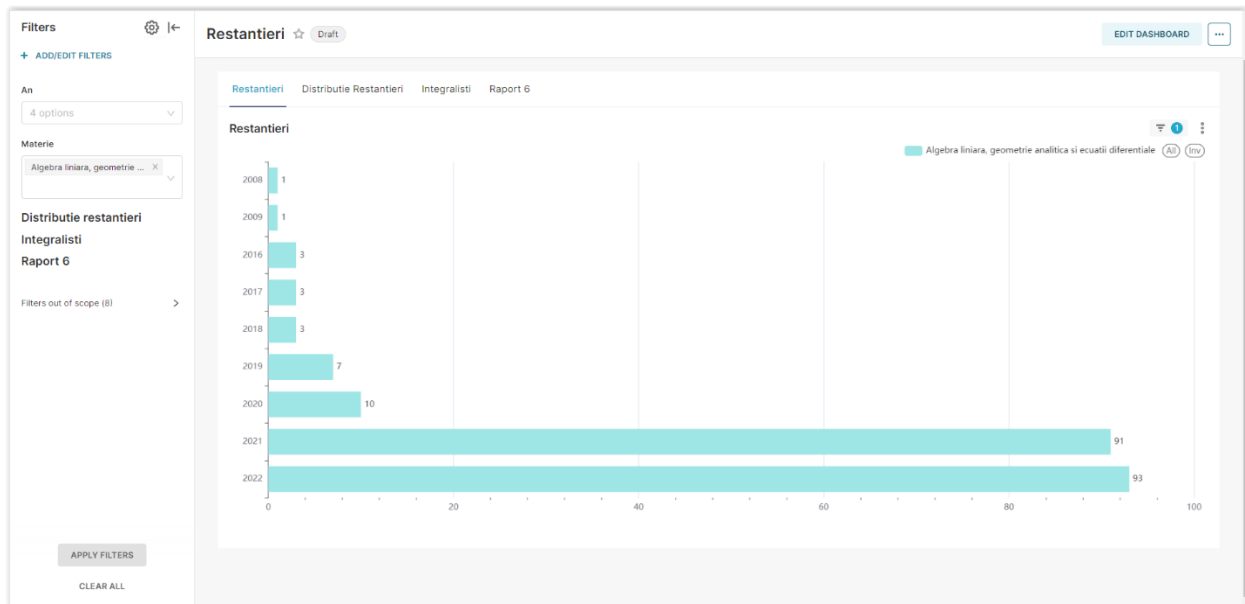 Filters
+ ADD/EDIT FILTERS
An
4 options
Materie
Algebra liniara, geometrie ... ×
Distributie restantieri
Integralisti
Raport 6
Filters out of scope (8)
APPLY FILTERS
CLEAR ALL
Restantieri Draft
EDIT DASHBOARD ...
Restantieri Distributie Restantieri Integralisti Raport 6
Restantieri 1
Algebra liniara, geometrie analitica si ecuatii diferentiale All Inv
2008 1
2009 1
2016 3
2017 3
2018 3
2019 7
2020 10
2021 91
2022 93
0 20 40 60 80 100